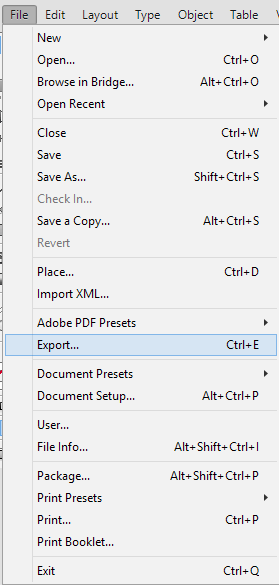 File Edit Layout Type Object Table
New
Open... Ctrl+O
Browse in Bridge... Alt+Ctrl+O
Open Recent
Close Ctrl+W
Save Ctrl+S
Save As... Shift+Ctrl+S
Check In...
Save a Copy... Alt+Ctrl+S
Revert
Place... Ctrl+D
Import XML...
Adobe PDF Presets
Export... Ctrl+E
Document Presets
Document Setup... Alt+Ctrl+P
User...
File Info... Alt+Shift+Ctrl+I
Package... Alt+Shift+Ctrl+P
Print Presets
Print... Ctrl+P
Print Booklet...
Exit Ctrl+Q